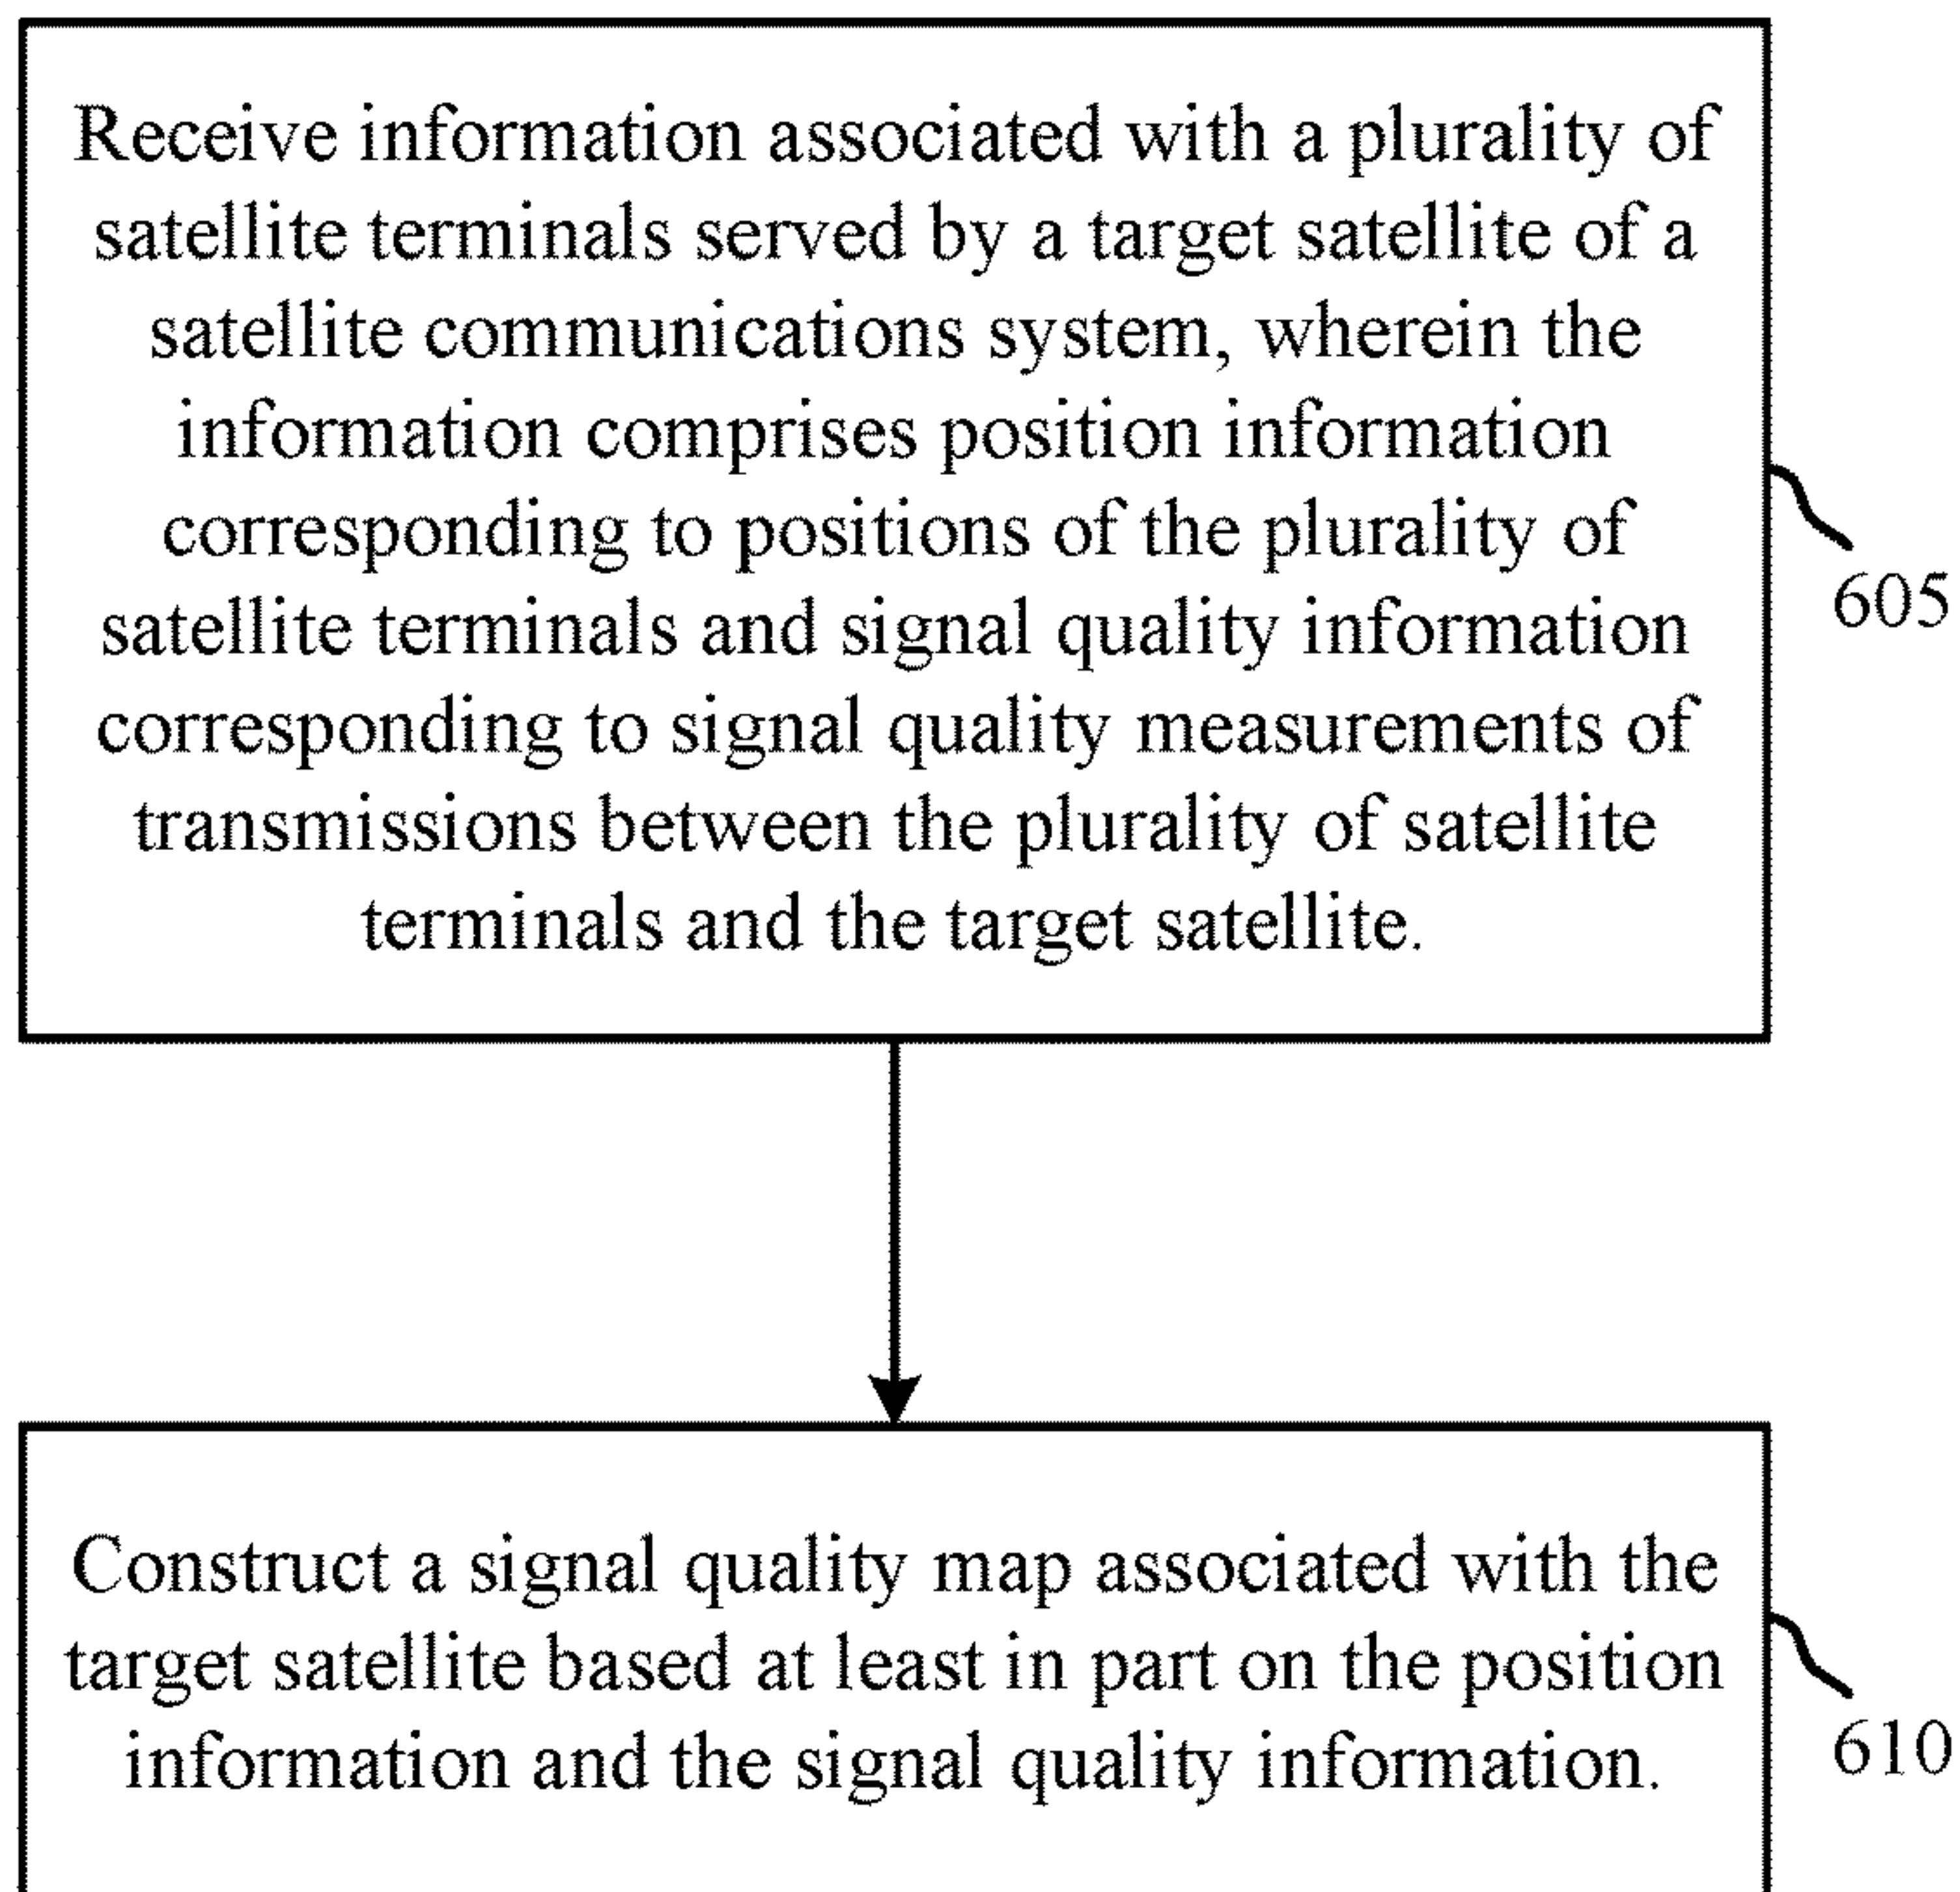 Receive information associated with a plurality of
satellite terminals served by a target satellite of a
satellite communications system, wherein the
information comprises position information
corresponding to positions of the plurality of
satellite terminals and signal quality information
corresponding to signal quality measurements of
transmissions between the plurality of satellite
terminals and the target satellite.
605
Construct a signal quality map associated with the
target satellite based at least in part on the position
information and the signal quality information.
610